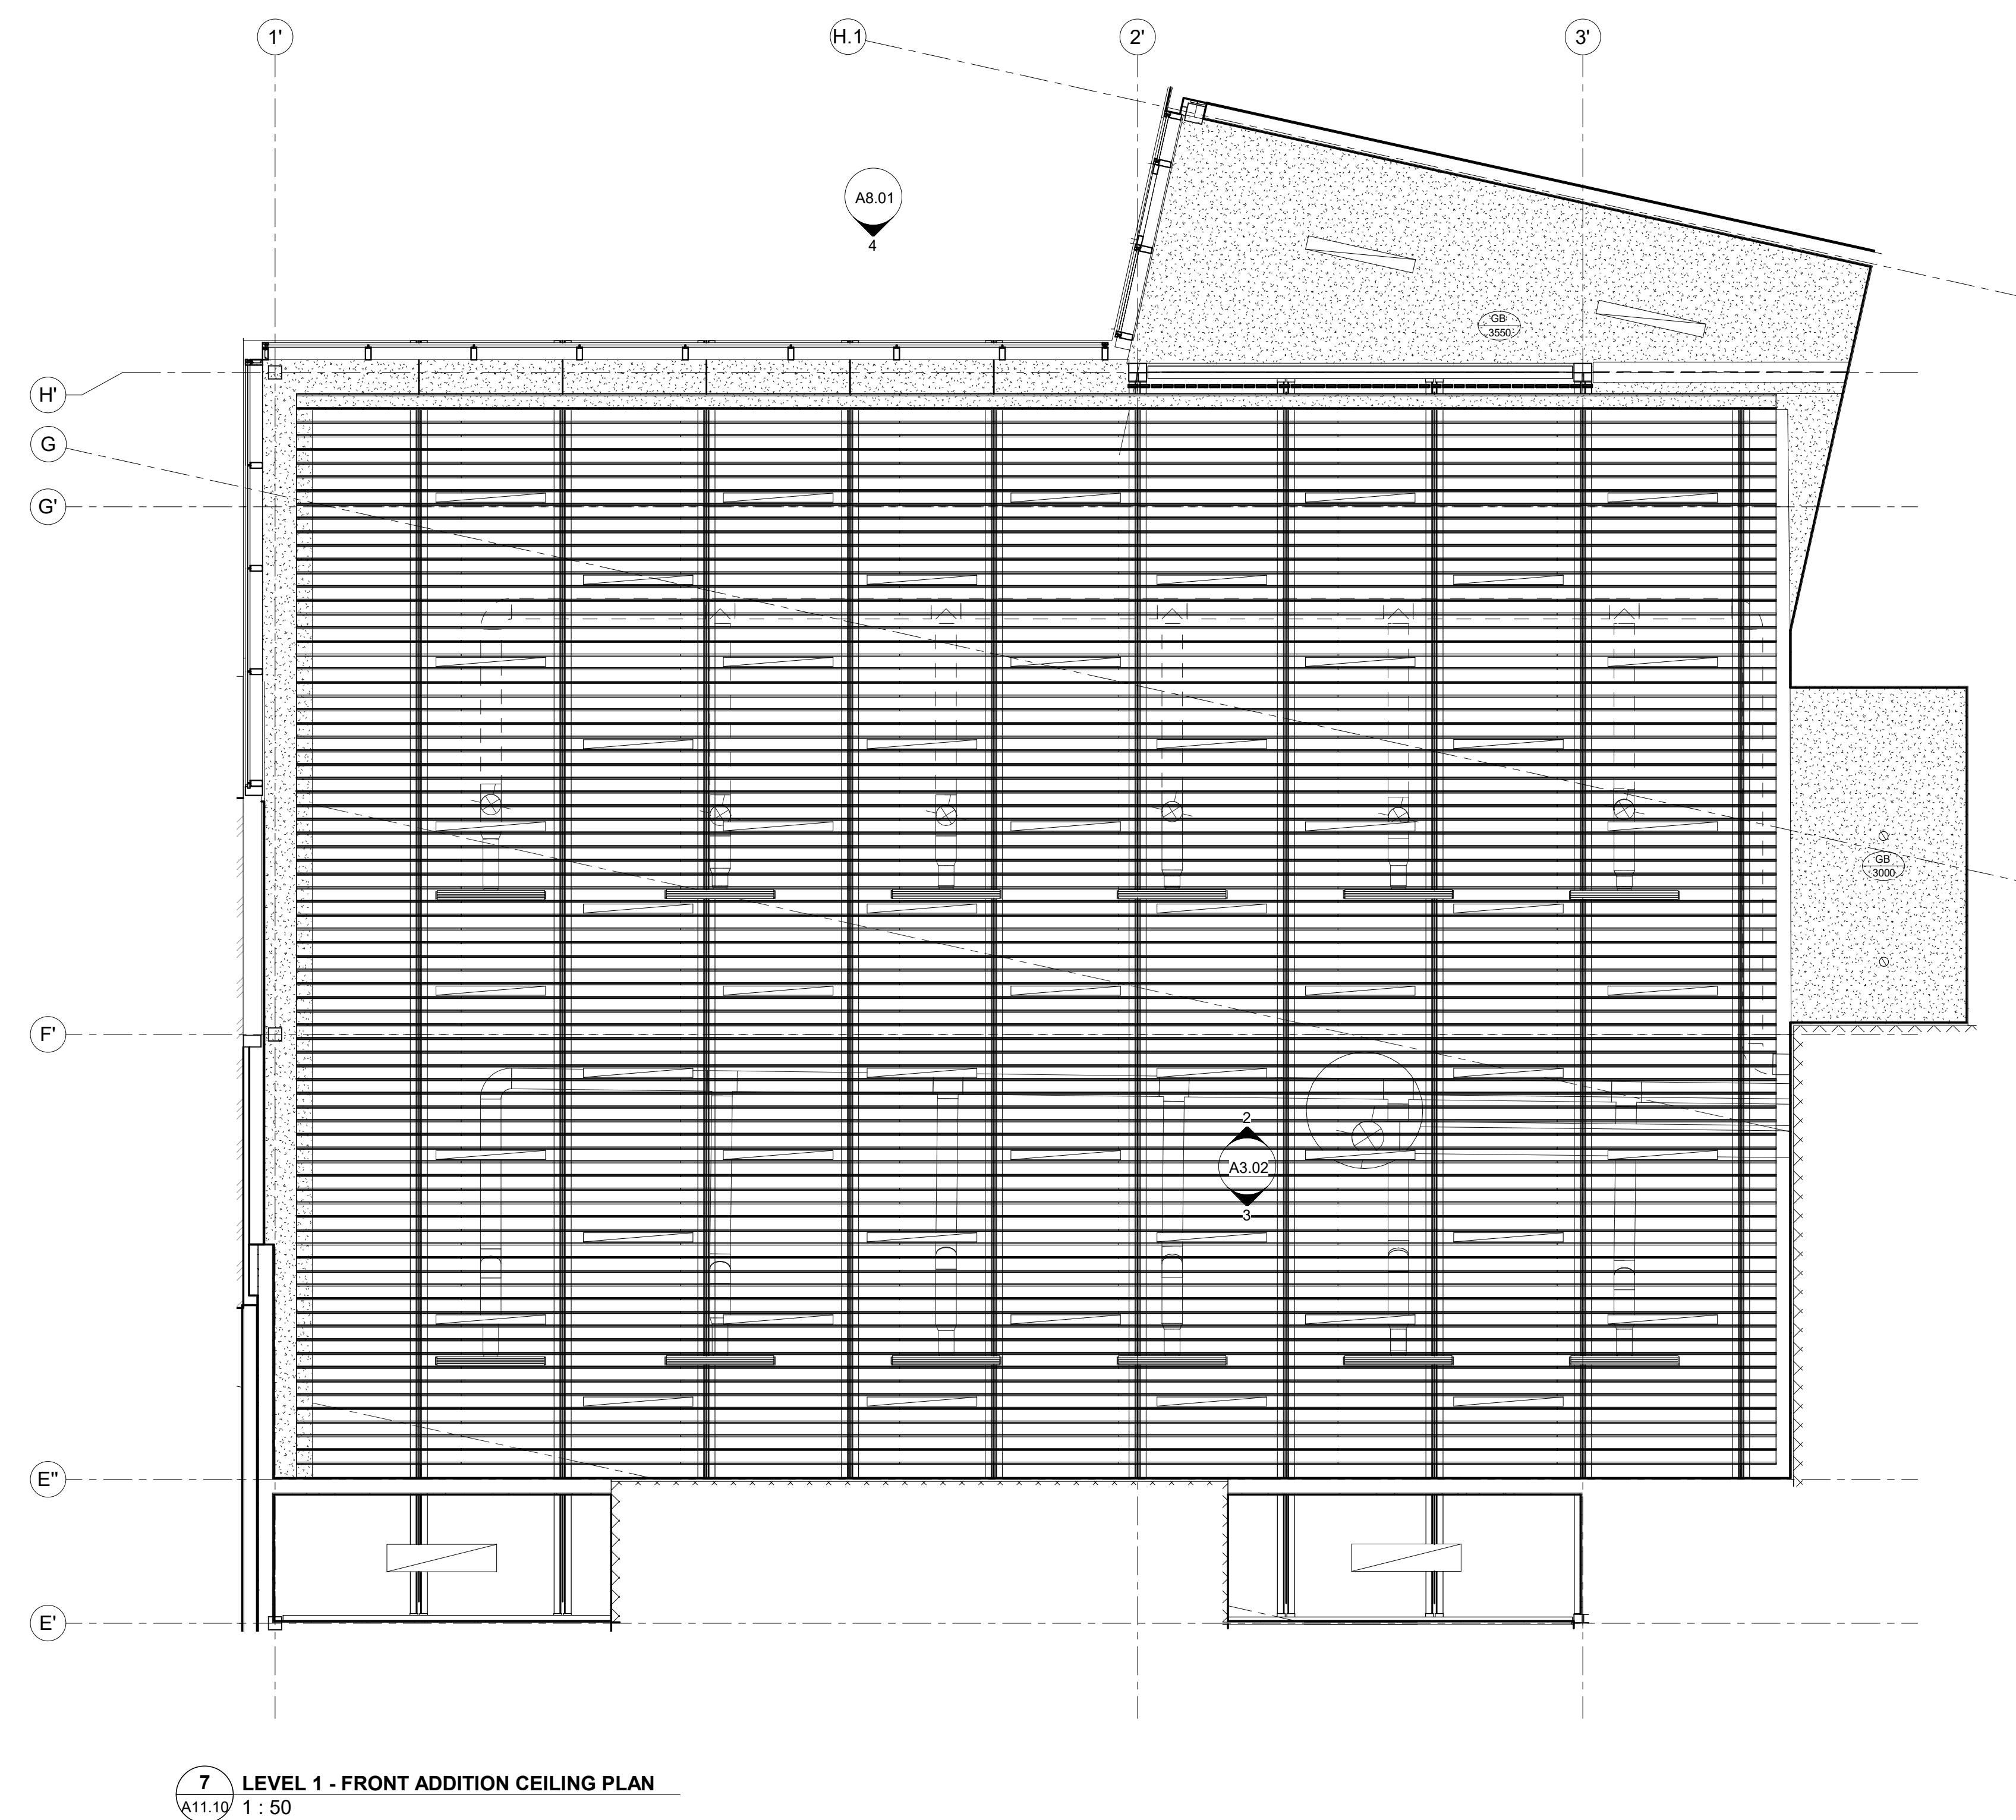 1'
H.1
2'
3'
A8.01
4
GB
3550
H'
G
G'
GB
3000
F'
2
A3.02
3
E"
E'
7
LEVEL 1 - FRONT ADDITION CEILING PLAN
A11.10
1 : 50